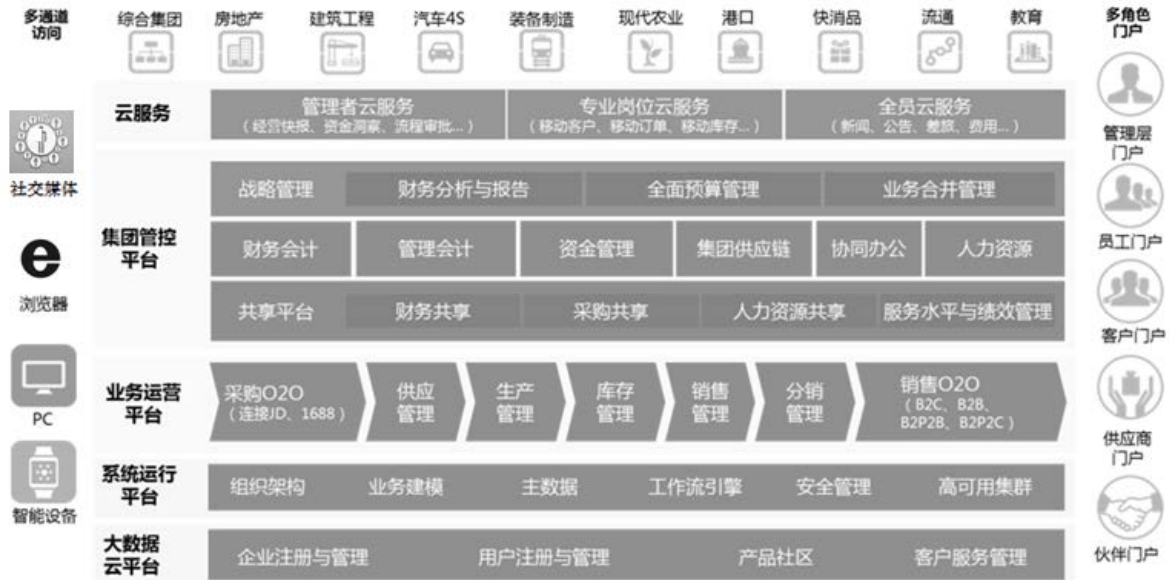 多通道
访问
综合集团
房地产
建筑工程
汽车4S
装备制造
现代农业
港口
快消品
流通
教育
多角色
门户
社交媒体
浏览器
PC
智能设备
云服务
管理者云服务
(经营快报、资金洞察、流程审批...)
专业岗位云服务
(移动客户、移动订单、移动库存...)
全员云服务
(新闻、公告、差旅、费用...)
集团管控
平台
战略管理
财务分析与报告
全面预算管理
业务合并管理
财务会计
管理会计
资金管理
集团供应链
协同办公
人力资源
共享平台
财务共享
采购共享
人力资源共享
服务水平与绩效管理
业务运营
平台
采购O2O
(连接JD、1688)
供应
管理
生产
管理
库存
管理
销售
管理
分销
管理
销售O2O
(B2C、B2B、
B2P2B、B2P2C)
系统运行
平台
组织架构
业务建模
主数据
工作流引擎
安全管理
高可用集群
大数据
云平台
企业注册与管理
用户注册与管理
产品社区
客户服务管理
管理层
门户
员工门户
客户门户
供应商
门户
伙伴门户